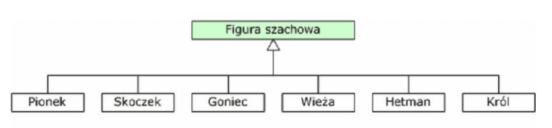 Figura szachowa
Pionek Skoczek Goniec Wieża Hetman Król